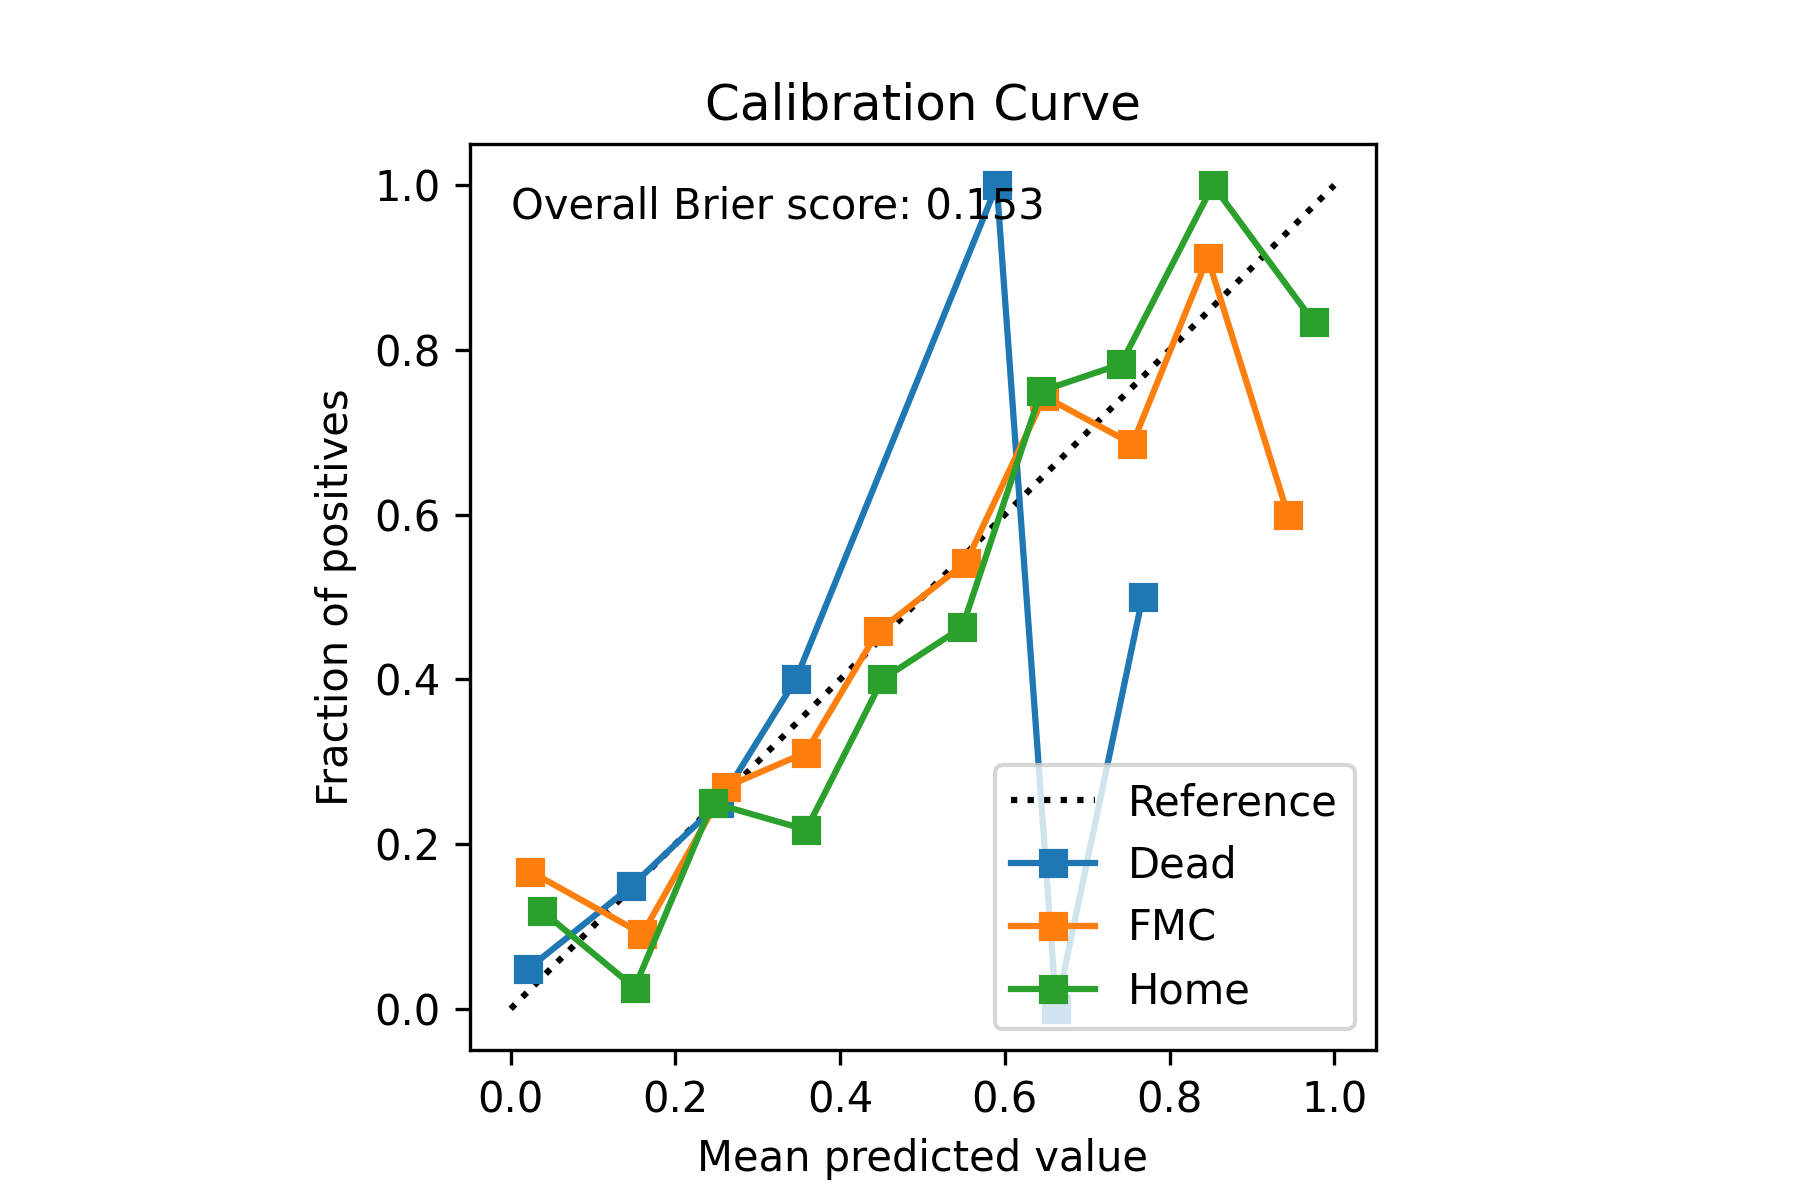 Calibration Curve
Overall Brier score: 0.153
Fraction of positives
1.0
0.8
0.6
0.4
0.2
0.0
Reference
Dead
FMC
Home
0.0 0.2 0.4 0.6 0.8 1.0
Mean predicted value